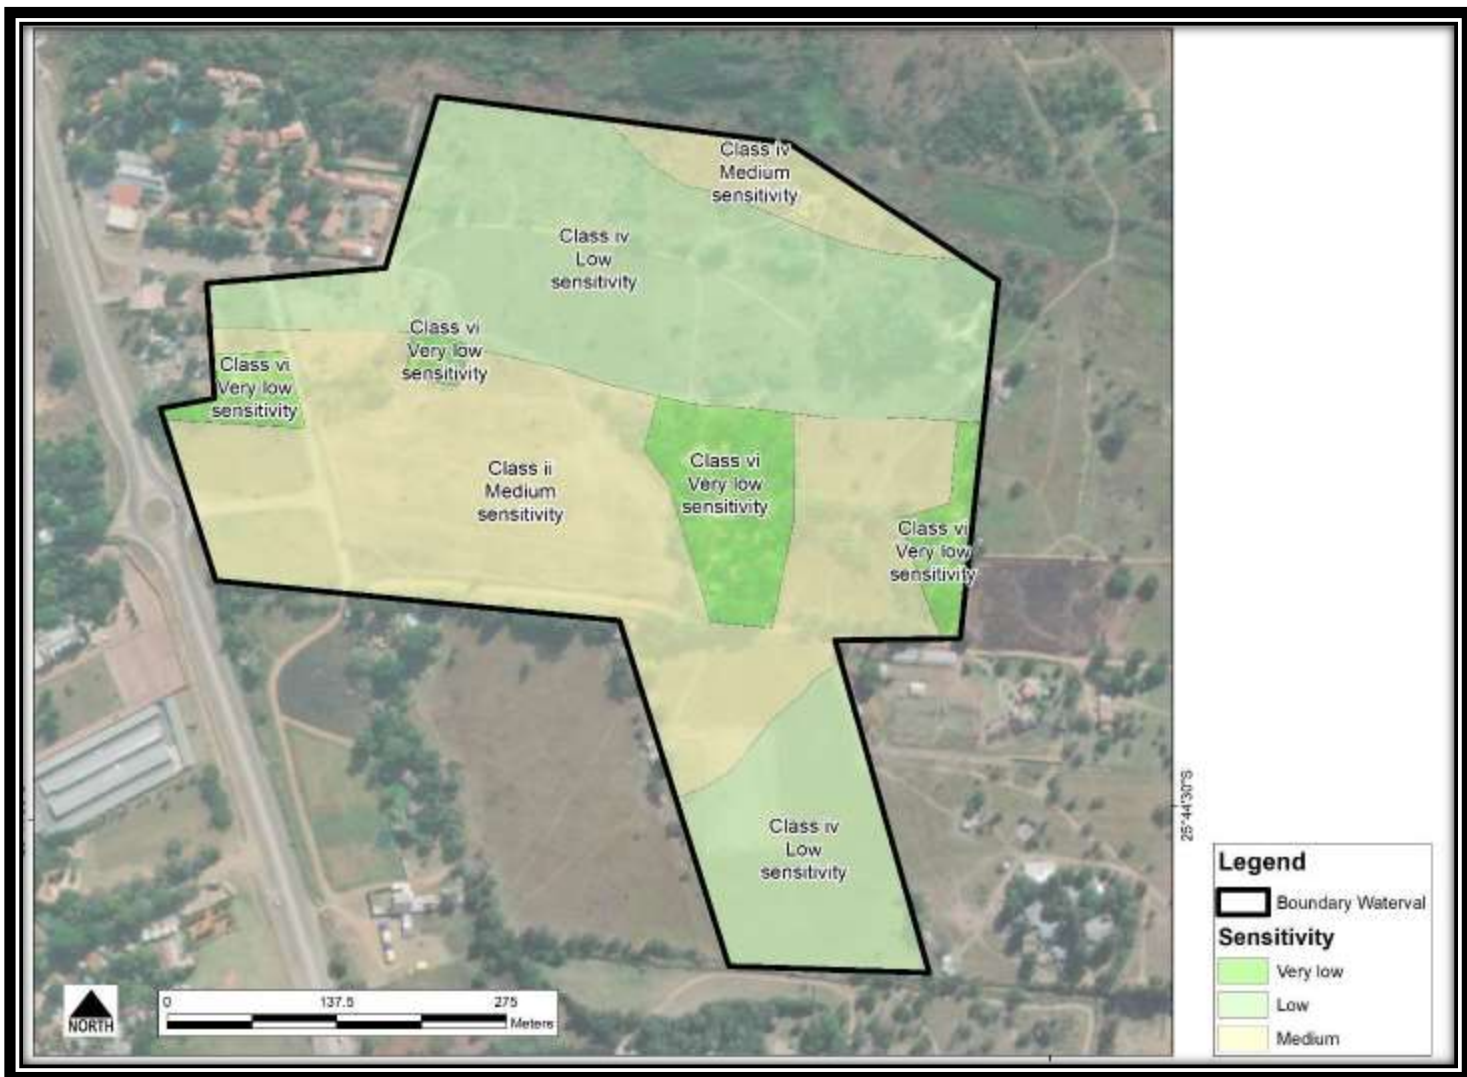 Class iv
Medium
sensitivity
Class iv
Low
sensitivity
Class vi
Very low
sensitivity
Class vi
Very low
sensitivity
Class ii
Medium
sensitivity
Class vi
Very low
sensitivity
Class vi
Very low
sensitivity
Class iv
Low
sensitivity
25°44'30"S
Legend
Boundary Waterval
Sensitivity
Very low
Low
Medium
NORTH
0 137.5 275
Meters